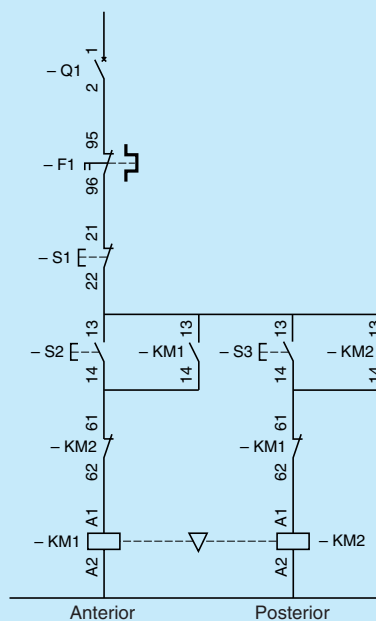 1
– Q1
2
95
– F1
96
21
– S1
22
13 13 13 13
– S2 – KM1 – S3 – KM2
14 14 14 14
61 61
– KM2 – KM1
62 62
A1 A1
– KM1 – KM2
A2 A2
Anterior Posterior